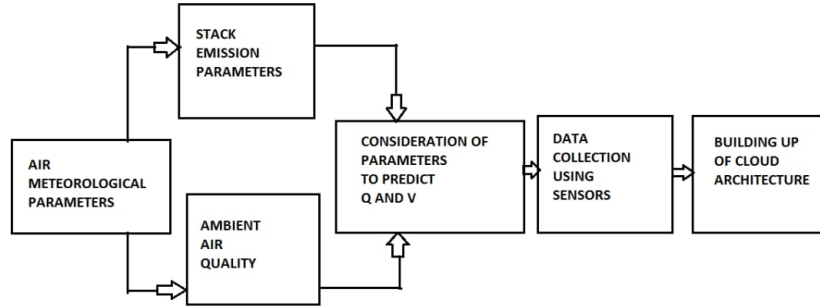 STACK
EMISSION
PARAMETERS
AIR
METEOROLOGICAL
PARAMETERS
AMBIENT
AIR
QUALITY
CONSIDERATION OF
PARAMETERS
TO PREDICT
Q AND V
DATA
COLLECTION
USING
SENSORS
BUILDING UP
OF CLOUD
ARCHITECTURE